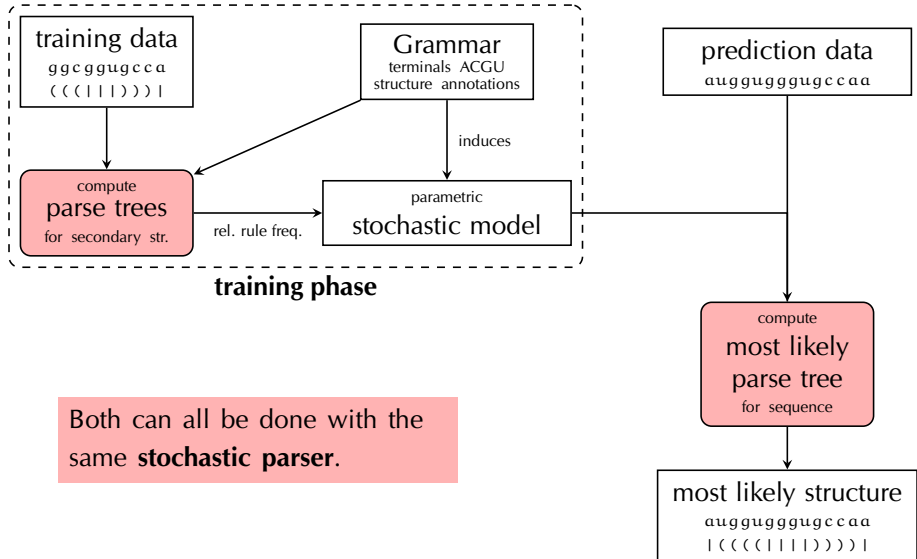 training data
ggcggugcca
(((|||)))|
Grammar
terminals ACGU
structure annotations
prediction data
auggugggugccaa
induces
compute
parse trees
for secondary str.
rel. rule freq.
parametric
stochastic model
training phase
compute
most likely
parse tree
for sequence
Both can all be done with the
same stochastic parser.
most likely structure
auggugggugccaa
|((((||||))))|